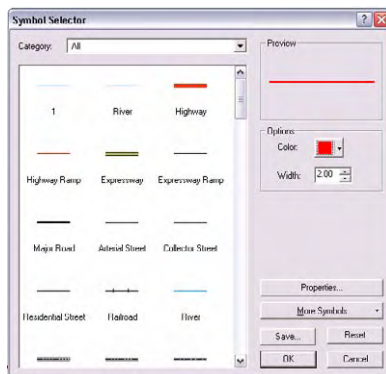 Symbol Selector
Category: All
Preview
1 River Highway
Options
Color:
Width: 2.00
Highway Ramp Expressway Expressway Ramp
Major Road Arterial Street Collector Street
Residential Street Railroad River
Properties...
More Symbols
Save... Reset
OK Cancel